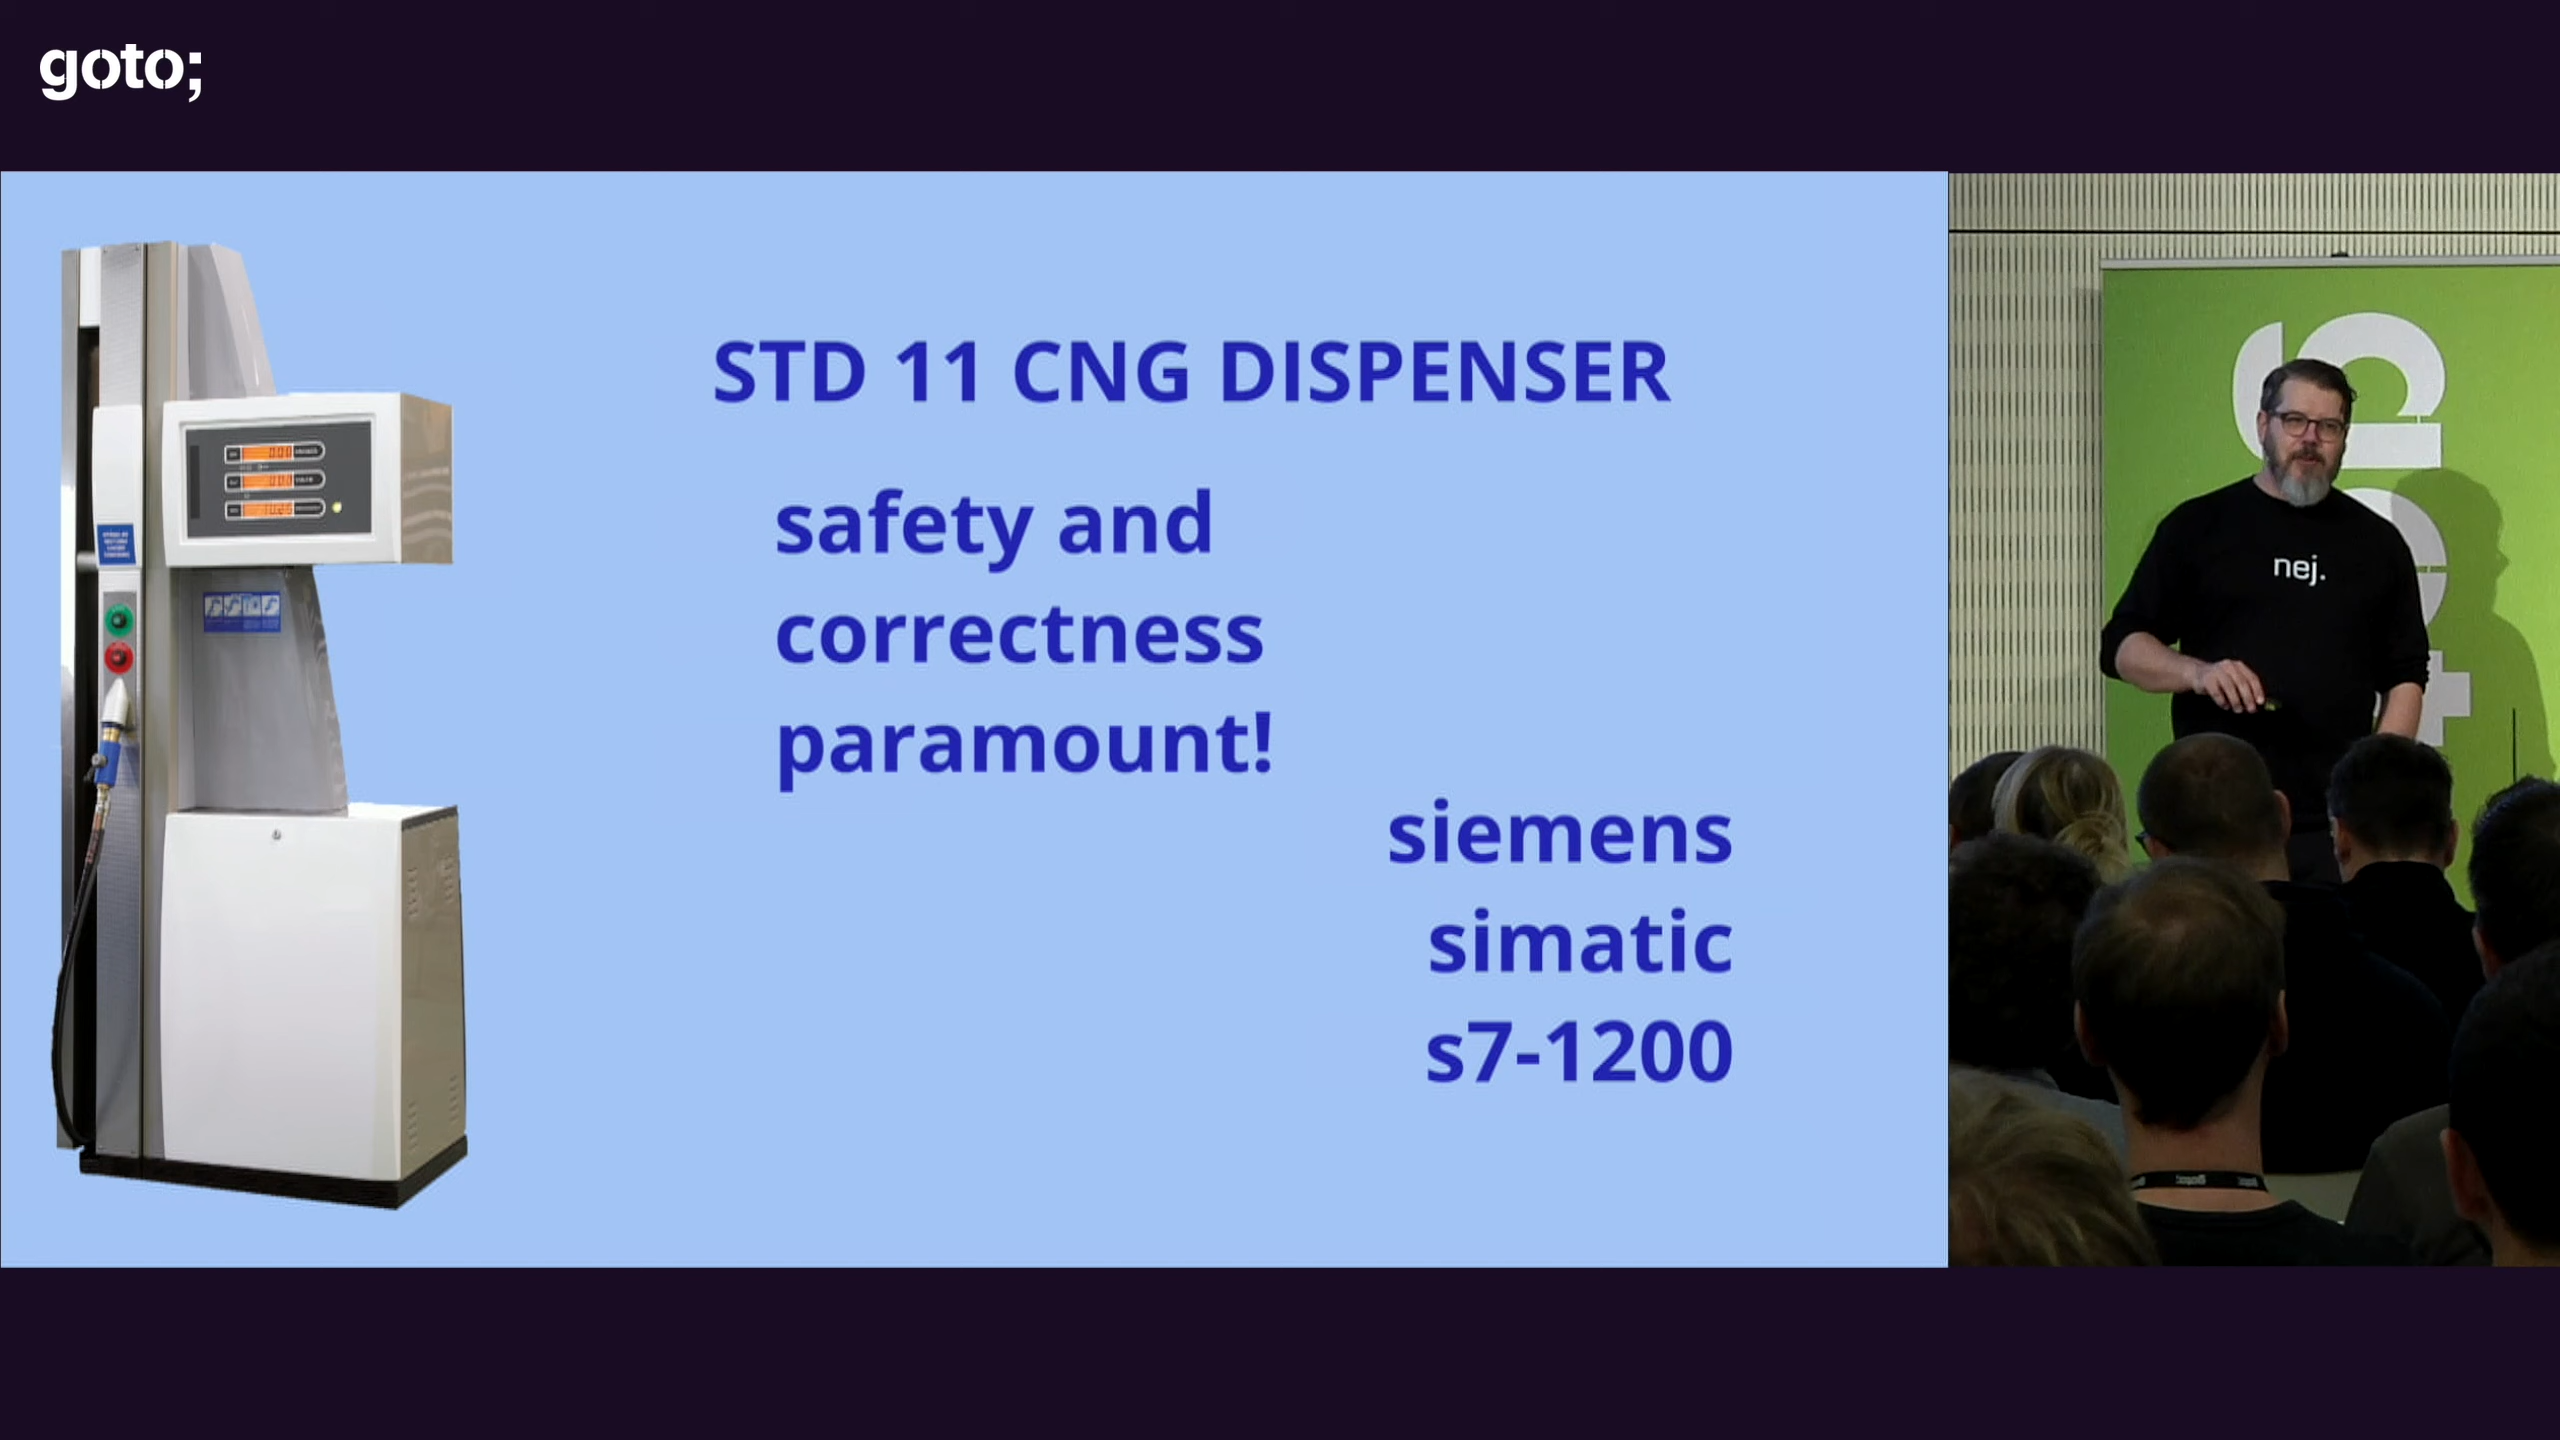 goto;
STD 11 CNG DISPENSER
safety and
correctness
paramount!
siemens
simatic
s7-1200
nej.